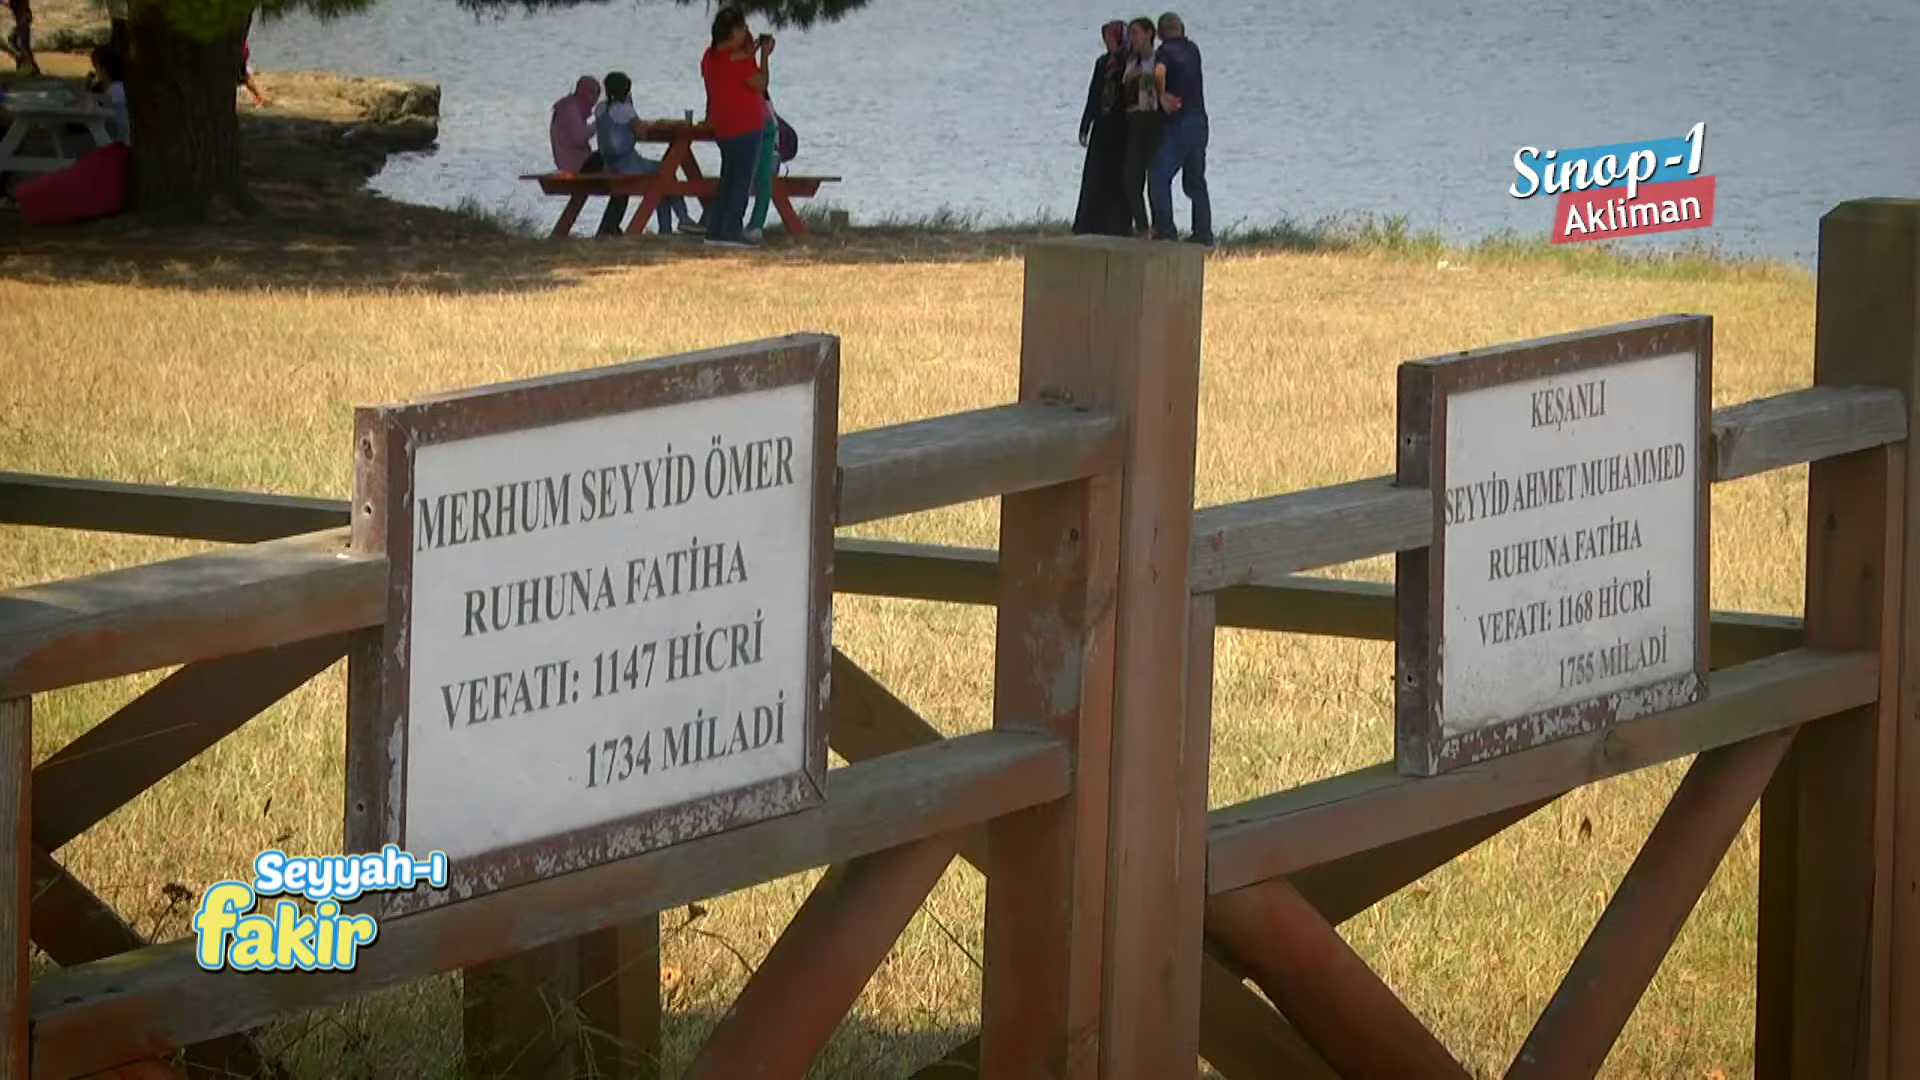 Sinop-1
Akliman
MERHUM SEYYİD ÖMER
RUHUNA FATİHA
VEFATI: 1147 HİCRİ
1734 MİLADİ
KEŞANLI
SEYYİD AHMET MUHAMMED
RUHUNA FATİHA
VEFATI: 1168 HİCRİ
1755 MİLADİ
Seyyah-ı
fakir